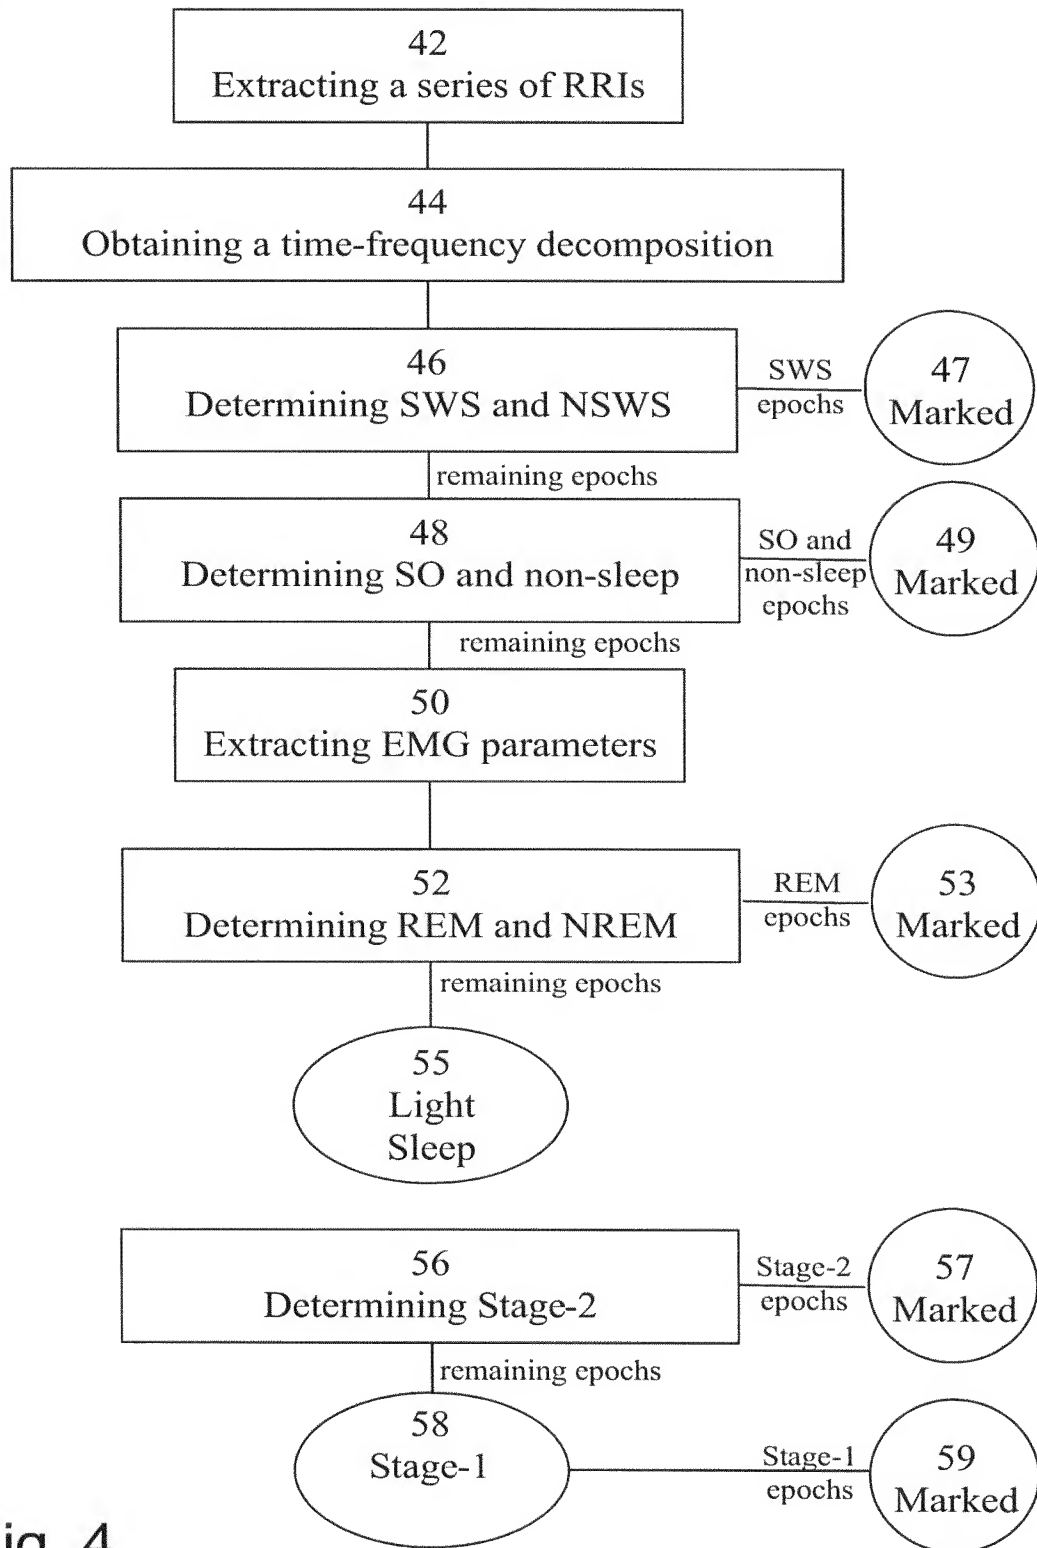 42
Extracting a series of RRIs
44
Obtaining a time-frequency decomposition
46
Determining SWS and NSWS
SWS
epochs
47
Marked
remaining epochs
48
Determining SO and non-sleep
SO and
non-sleep
epochs
49
Marked
remaining epochs
50
Extracting EMG parameters
52
Determining REM and NREM
REM
epochs
53
Marked
remaining epochs
55
Light
Sleep
56
Determining Stage-2
Stage-2
epochs
57
Marked
remaining epochs
58
Stage-1
Stage-1
epochs
59
Marked
ig. 4